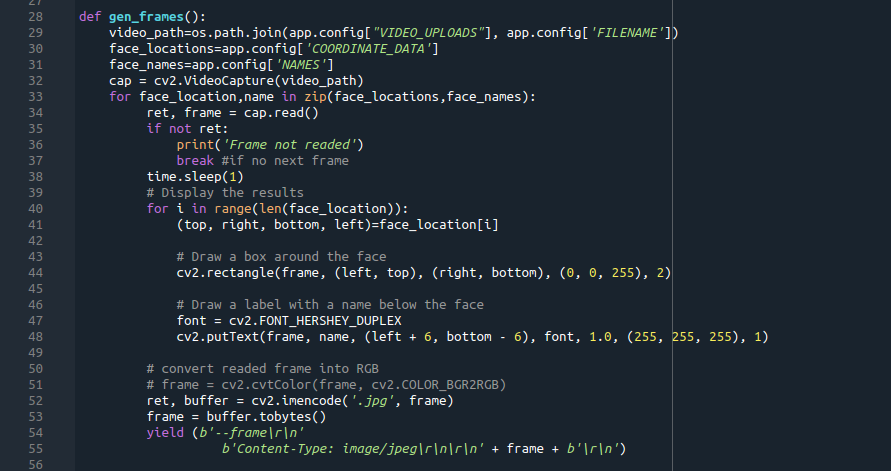 27
28 def gen_frames():
29     video_path=os.path.join(app.config["VIDEO_UPLOADS"], app.config['FILENAME'])
30     face_locations=app.config['COORDINATE_DATA']
31     face_names=app.config['NAMES']
32     cap = cv2.VideoCapture(video_path)
33     for face_location,name in zip(face_locations,face_names):
34          ret, frame = cap.read()
35          if not ret:
36              print('Frame not readed')
37              break #if no next frame
38          time.sleep(1)
39          # Display the results
40          for i in range(len(face_location)):
41              (top, right, bottom, left)=face_location[i]
42
43              # Draw a box around the face
44              cv2.rectangle(frame, (left, top), (right, bottom), (0, 0, 255), 2)
45
46              # Draw a label with a name below the face
47              font = cv2.FONT_HERSHEY_DUPLEX
48              cv2.putText(frame, name, (left + 6, bottom - 6), font, 1.0, (255, 255, 255), 1)
49
50          # convert readed frame into RGB
51          # frame = cv2.cvtColor(frame, cv2.COLOR_BGR2RGB)
52          ret, buffer = cv2.imencode('.jpg', frame)
53          frame = buffer.tobytes()
54          yield (b'--frame\r\n'
55                    b'Content-Type: image/jpeg\r\n\r\n' + frame + b'\r\n')
56